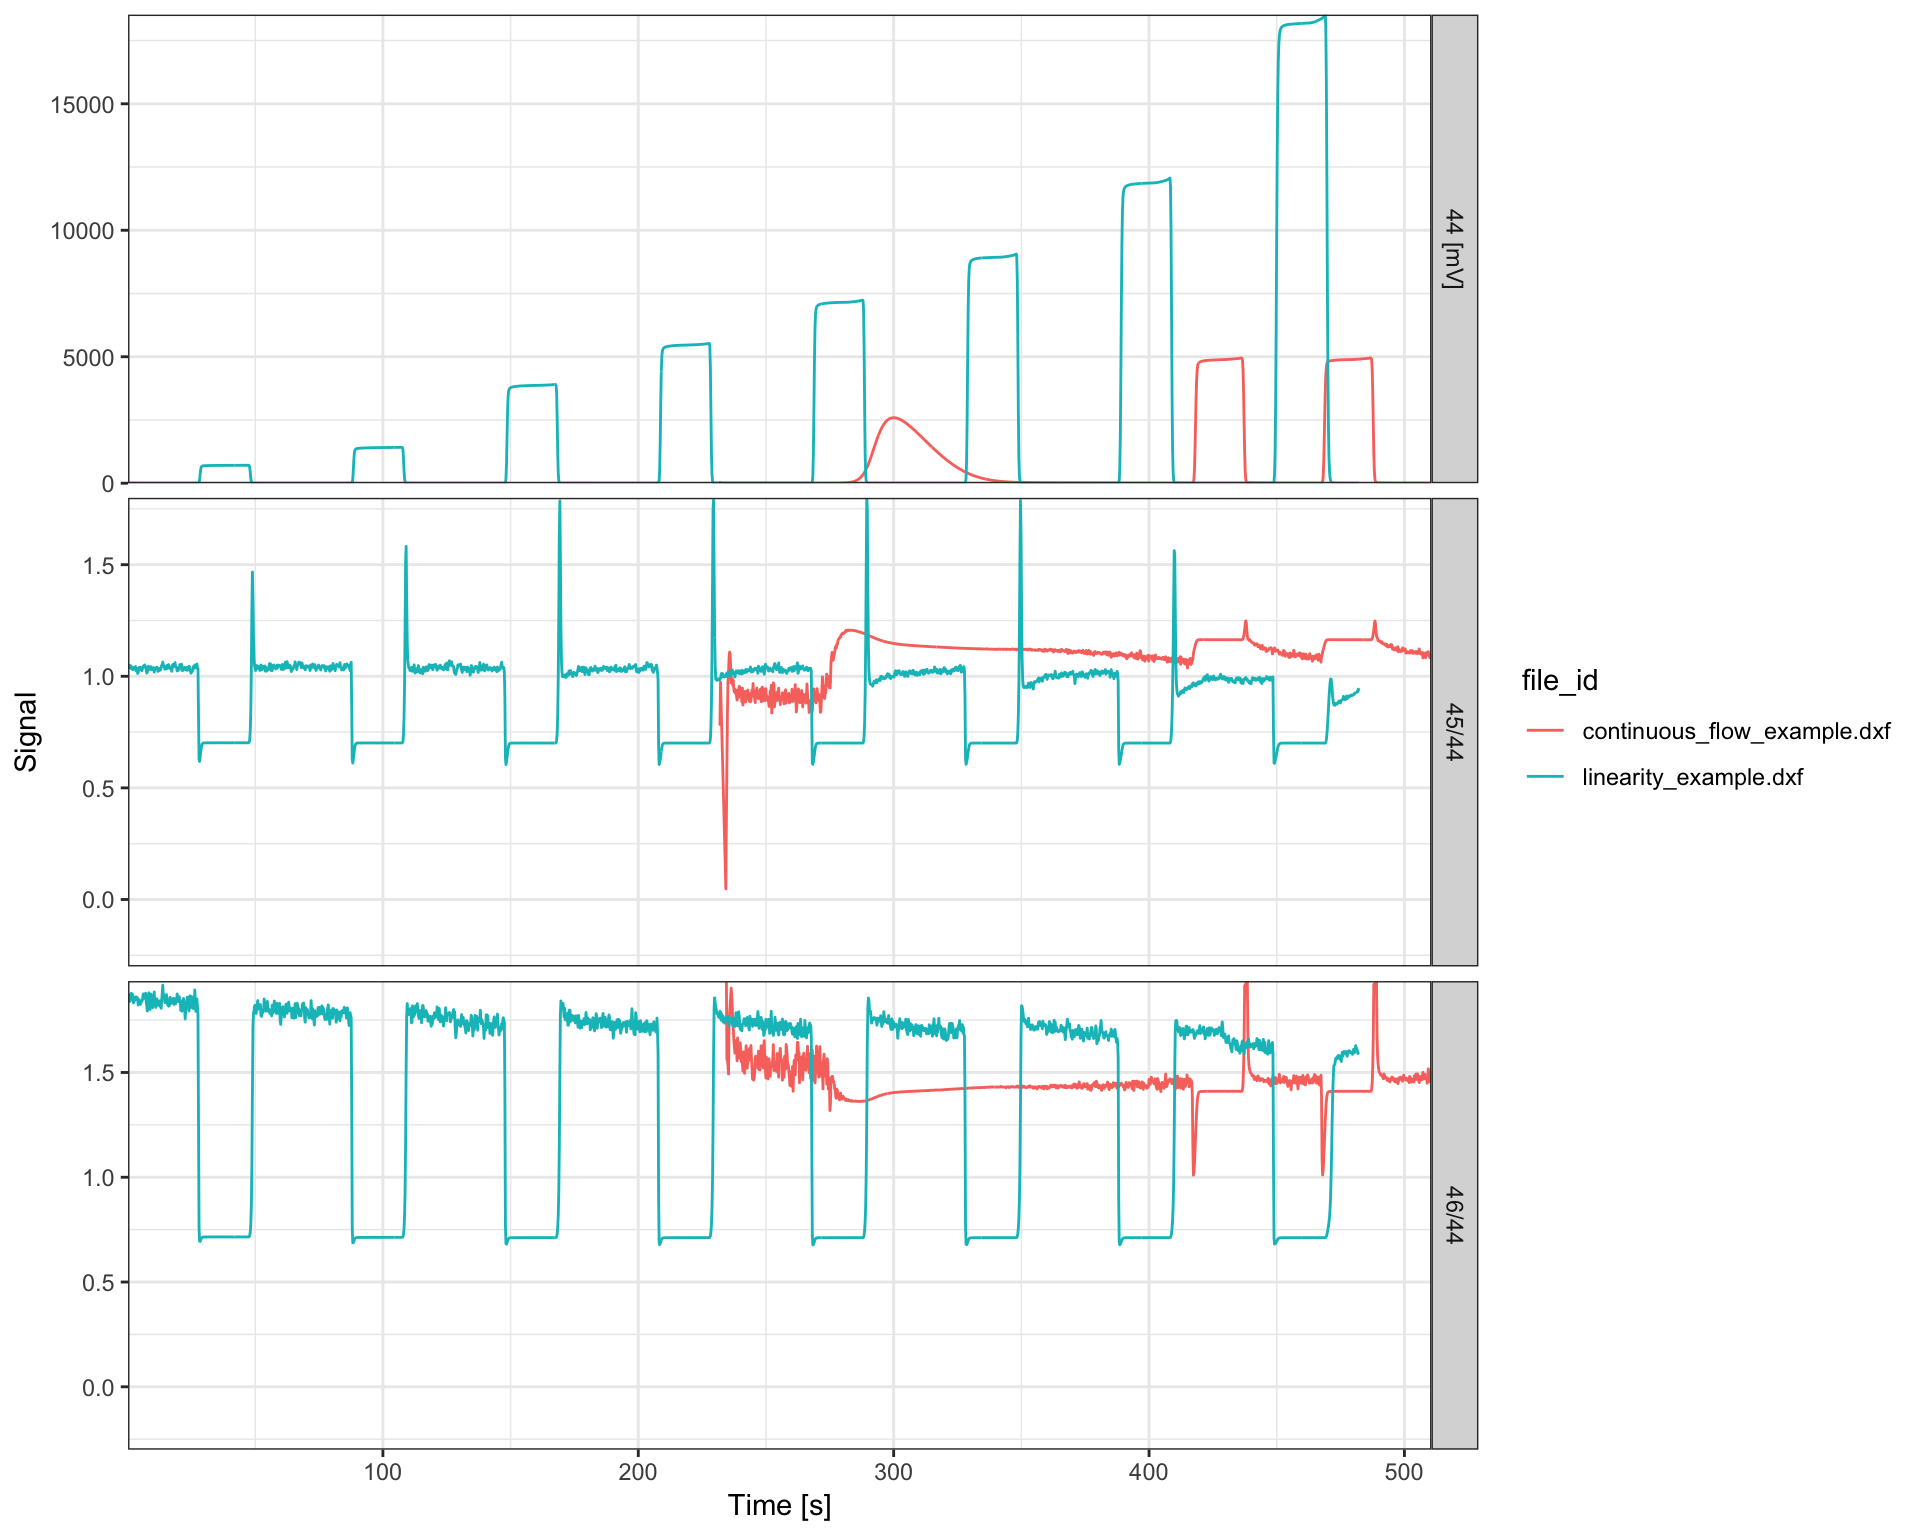 Signal
15000
10000
5000
0
44 [mV]
1.5
1.0
0.5
0.0
45/44
1.5
1.0
0.5
0.0
46/44
100 200 300 400 500
Time [s]
file_id
continuous_flow_example.dxf
linearity_example.dxf